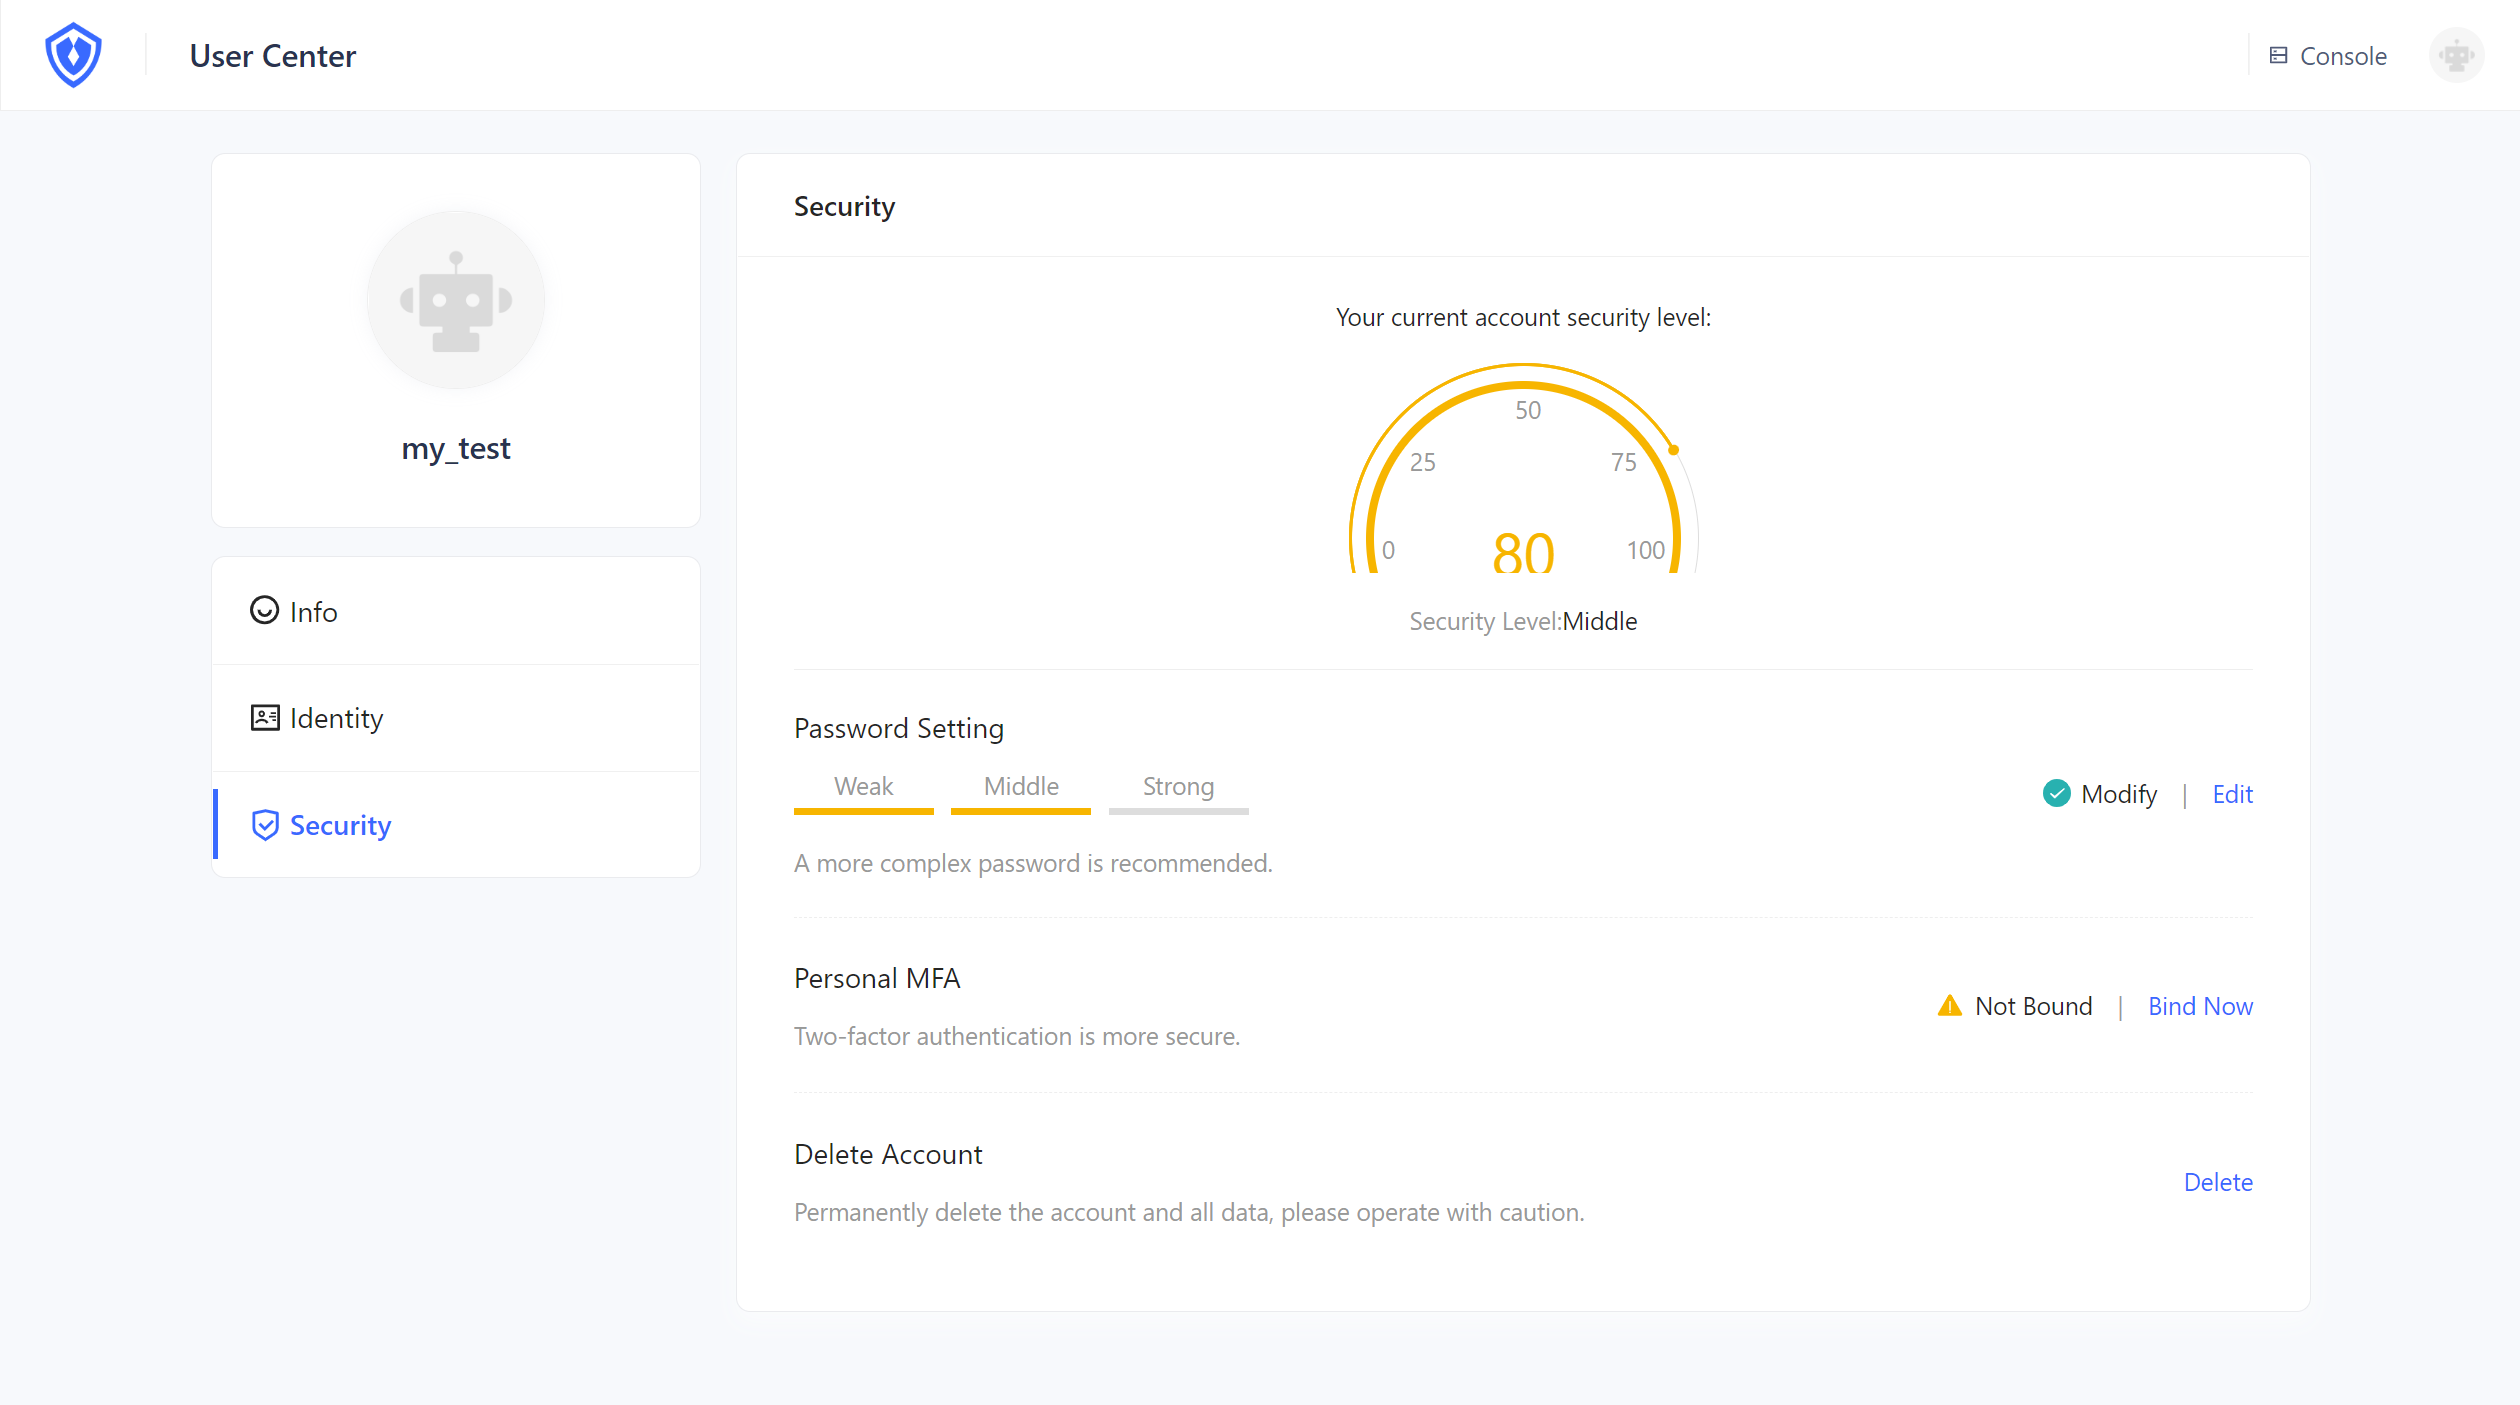 User Center
Console
my_test
Info
Identity
Security
Security
Your current account security level:
50
25
75
0
80
100
Security Level:Middle
Password Setting
Weak
Middle
Strong
Modify | Edit
A more complex password is recommended.
Personal MFA
Not Bound | Bind Now
Two-factor authentication is more secure.
Delete Account
Delete
Permanently delete the account and all data, please operate with caution.